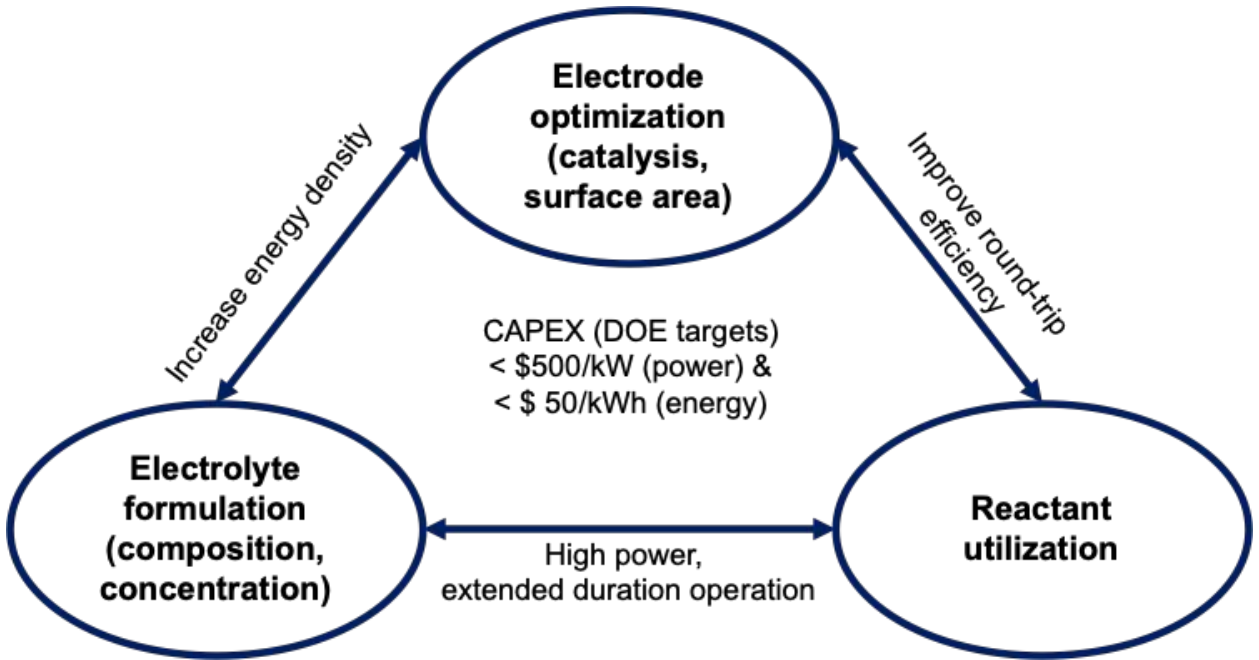 Electrode
optimization
(catalysis,
surface area)
Increase energy density
Improve round-trip
efficiency
CAPEX (DOE targets)
< $500/kW (power) &
< $ 50/kWh (energy)
Electrolyte
formulation
(composition,
concentration)
High power,
extended duration operation
Reactant
utilization